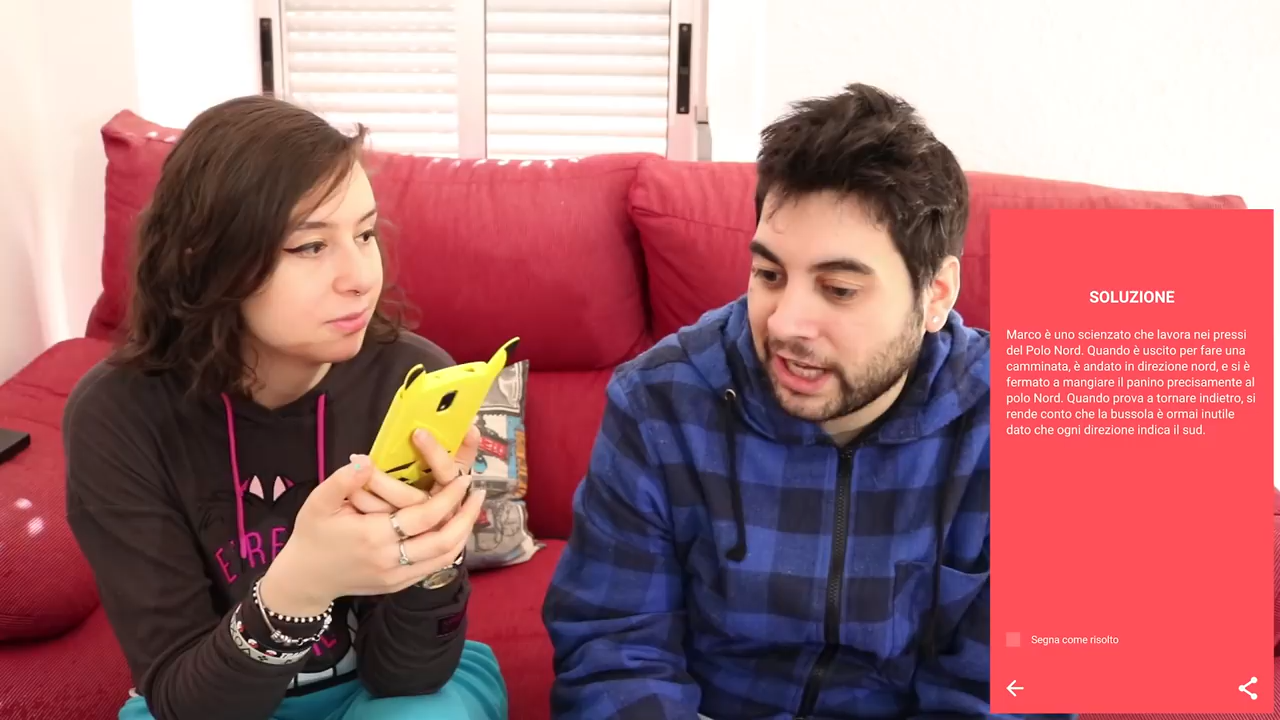 SOLUZIONE
Marco è uno scienzato che lavora nei pressi
del Polo Nord. Quando è uscito per fare una
camminata, è andato in direzione nord, e si è
fermato a mangiare il panino precisamente al
polo Nord. Quando prova a tornare indietro, si
rende conto che la bussola è ormai inutile
dato che ogni direzione indica il sud.
Segna come risolto